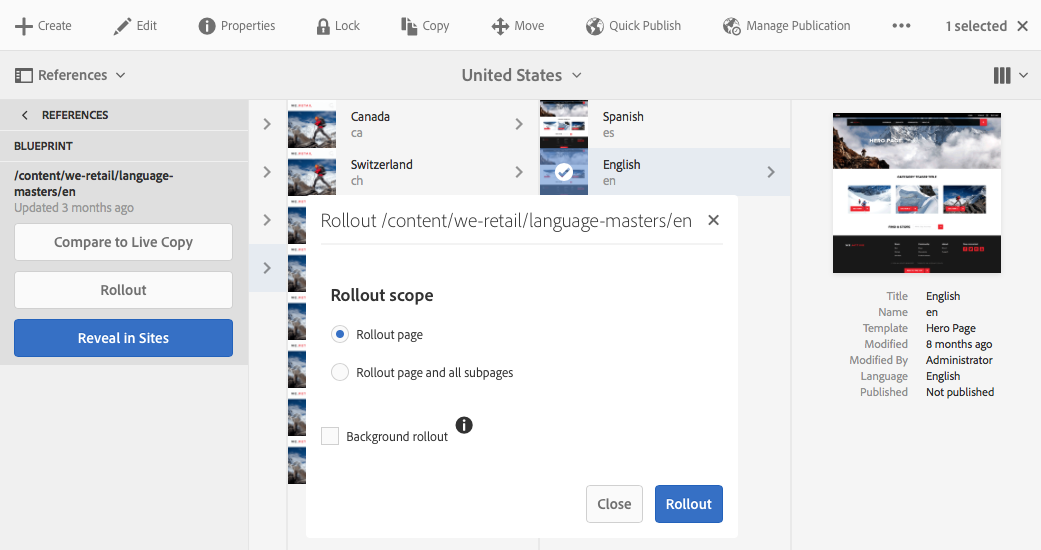 Create
Edit
Properties
Lock
Copy
Move
Quick Publish
Manage Publication
•••
1 selected
References
United States
REFERENCES
BLUEPRINT
/content/we-retail/language-
masters/en
Updated 3 months ago
Compare to Live Copy
Rollout
Reveal in Sites
Canada
ca
Switzerland
ch
Spanish
es
English
en
Rollout /content/we-retail/language-masters/en
Rollout scope
Rollout page
Rollout page and all subpages
Background rollout
Close
Rollout
HERO PAGE
Title English
Name en
Template Hero Page
Modified 8 months ago
Modified By Administrator
Language English
Published Not published